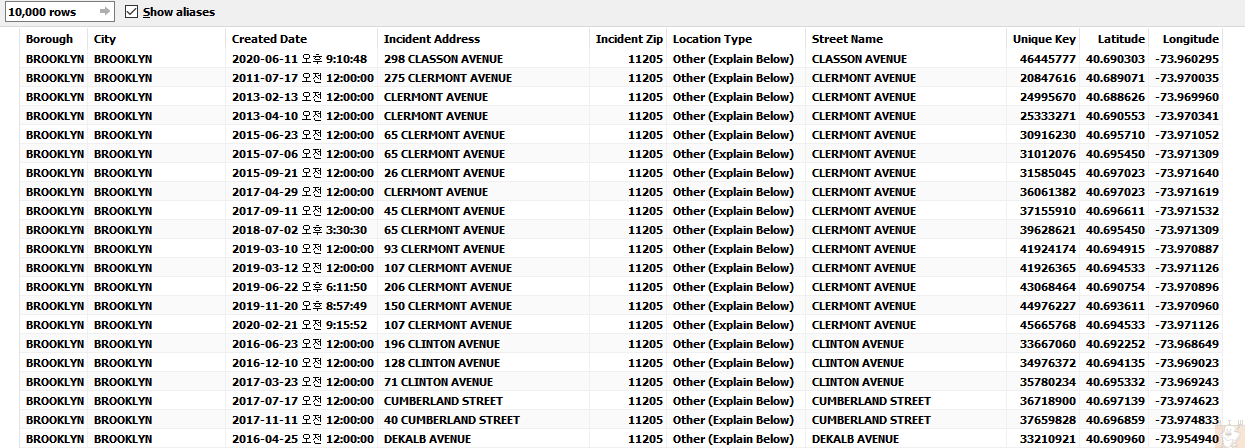 10,000 rows Show aliases
Borough City Created Date Incident Address Incident Zip Location Type Street Name Unique Key Latitude Longitude
BROOKLYN BROOKLYN 2020-06-11 오후 9:10:48 298 CLASSON AVENUE 11205 Other (Explain Below) CLASSON AVENUE 46445777 40.690303 -73.960295
BROOKLYN BROOKLYN 2011-07-17 오전 12:00:00 275 CLERMONT AVENUE 11205 Other (Explain Below) CLERMONT AVENUE 20847616 40.689071 -73.970035
BROOKLYN BROOKLYN 2013-02-13 오전 12:00:00 CLERMONT AVENUE 11205 Other (Explain Below) CLERMONT AVENUE 24995670 40.688626 -73.969960
BROOKLYN BROOKLYN 2013-04-10 오전 12:00:00 CLERMONT AVENUE 11205 Other (Explain Below) CLERMONT AVENUE 25333271 40.690553 -73.970341
BROOKLYN BROOKLYN 2015-06-23 오전 12:00:00 65 CLERMONT AVENUE 11205 Other (Explain Below) CLERMONT AVENUE 30916230 40.695710 -73.971052
BROOKLYN BROOKLYN 2015-07-06 오전 12:00:00 65 CLERMONT AVENUE 11205 Other (Explain Below) CLERMONT AVENUE 31012076 40.695450 -73.971309
BROOKLYN BROOKLYN 2015-09-21 오전 12:00:00 26 CLERMONT AVENUE 11205 Other (Explain Below) CLERMONT AVENUE 31585045 40.697023 -73.971640
BROOKLYN BROOKLYN 2017-04-29 오전 12:00:00 CLERMONT AVENUE 11205 Other (Explain Below) CLERMONT AVENUE 36061382 40.697023 -73.971619
BROOKLYN BROOKLYN 2017-09-11 오전 12:00:00 45 CLERMONT AVENUE 11205 Other (Explain Below) CLERMONT AVENUE 37155910 40.696611 -73.971532
BROOKLYN BROOKLYN 2018-07-02 오후 3:30:30 65 CLERMONT AVENUE 11205 Other (Explain Below) CLERMONT AVENUE 39628621 40.695450 -73.971309
BROOKLYN BROOKLYN 2019-03-10 오전 12:00:00 93 CLERMONT AVENUE 11205 Other (Explain Below) CLERMONT AVENUE 41924174 40.694915 -73.970887
BROOKLYN BROOKLYN 2019-03-12 오전 12:00:00 107 CLERMONT AVENUE 11205 Other (Explain Below) CLERMONT AVENUE 41926365 40.694533 -73.971126
BROOKLYN BROOKLYN 2019-06-22 오후 6:11:50 206 CLERMONT AVENUE 11205 Other (Explain Below) CLERMONT AVENUE 43068464 40.690754 -73.970896
BROOKLYN BROOKLYN 2019-11-20 오후 8:57:49 150 CLERMONT AVENUE 11205 Other (Explain Below) CLERMONT AVENUE 44976227 40.693611 -73.970960
BROOKLYN BROOKLYN 2020-02-21 오전 9:15:52 107 CLERMONT AVENUE 11205 Other (Explain Below) CLERMONT AVENUE 45665768 40.694533 -73.971126
BROOKLYN BROOKLYN 2016-06-23 오전 12:00:00 196 CLINTON AVENUE 11205 Other (Explain Below) CLINTON AVENUE 33667060 40.692252 -73.968649
BROOKLYN BROOKLYN 2016-12-10 오전 12:00:00 128 CLINTON AVENUE 11205 Other (Explain Below) CLINTON AVENUE 34976372 40.694135 -73.969023
BROOKLYN BROOKLYN 2017-03-23 오전 12:00:00 71 CLINTON AVENUE 11205 Other (Explain Below) CLINTON AVENUE 35780234 40.695332 -73.969243
BROOKLYN BROOKLYN 2017-07-17 오전 12:00:00 CUMBERLAND STREET 11205 Other (Explain Below) CUMBERLAND STREET 36718900 40.697139 -73.974623
BROOKLYN BROOKLYN 2017-11-11 오전 12:00:00 40 CUMBERLAND STREET 11205 Other (Explain Below) CUMBERLAND STREET 37659828 40.696859 -73.974833
BROOKLYN BROOKLYN 2016-04-25 오전 12:00:00 DEKALB AVENUE 11205 Other (Explain Below) DEKALB AVENUE 33210921 40.690960 -73.954940